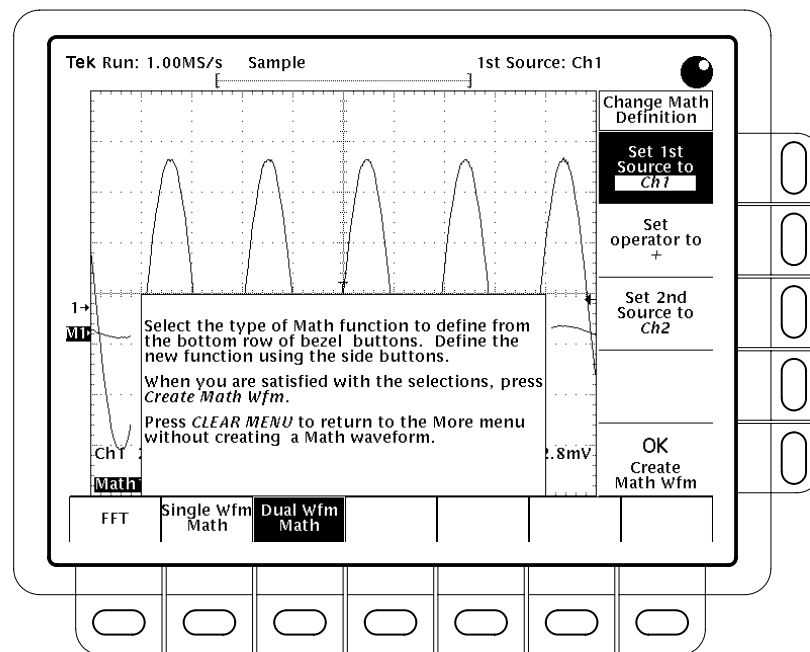 Tek Run: 1.00MS/s Sample 1st Source: Ch1
Change Math
Definition
Set 1st
Source to
Ch1
Set
operator to
+
Set 2nd
Source to
Ch2
OK
Create
Math Wfm
1
M1
Select the type of Math function to define from
the bottom row of bezel buttons. Define the
new function using the side buttons.
When you are satisfied with the selections, press
Create Math Wfm.
Press CLEAR MENU to return to the More menu
without creating a Math waveform.
Ch1 2.8mV
Math
FFT
Single Wfm
Math
Dual Wfm
Math